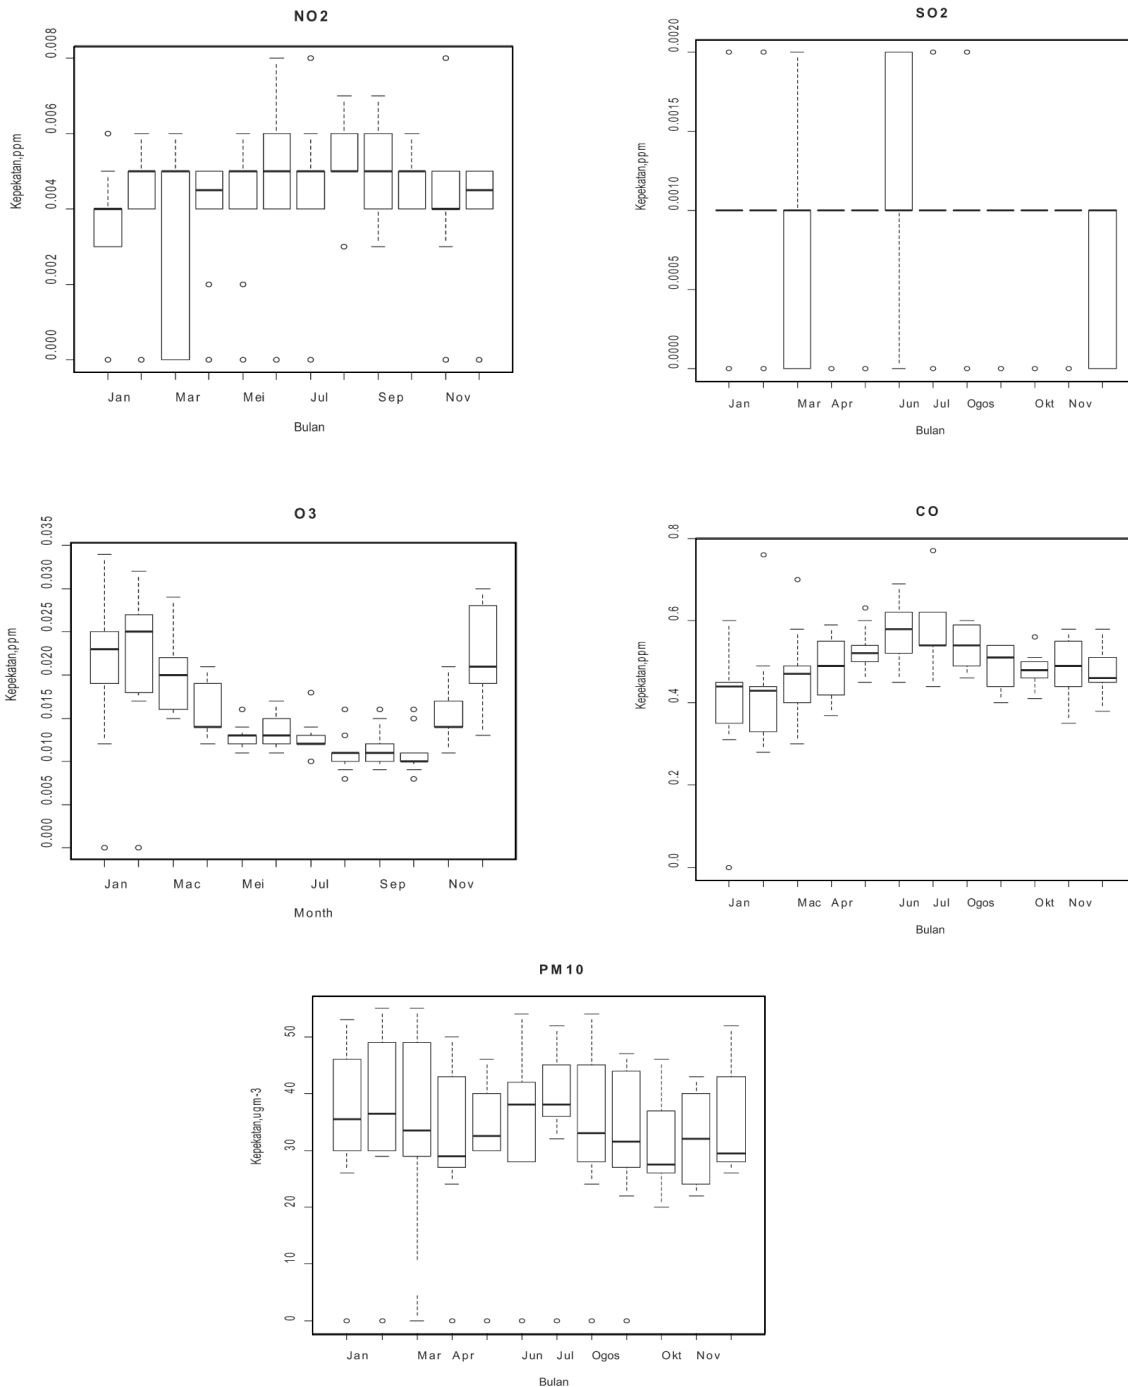 NO2
Kepekatan,ppm
0.008
0.006
0.004
0.002
0.000
Jan Mar Mei Jul Sep Nov
Bulan
SO2
Kepekatan,ppm
0.0020
0.0015
0.0010
0.0005
0.0000
Jan Mar Apr Jun Jul Ogos Okt Nov
Bulan
O3
Kepekatan,ppm
0.035
0.030
0.025
0.020
0.015
0.010
0.005
0.000
Jan Mac Mei Jul Sep Nov
Month
CO
Kepekatan,ppm
0.8
0.6
0.4
0.2
0.0
Jan Mac Apr Jun Jul Ogos Okt Nov
Bulan
PM10
Kepekatan,ugm-3
50
40
30
20
10
0
Jan Mar Apr Jun Jul Ogos Okt Nov
Bulan